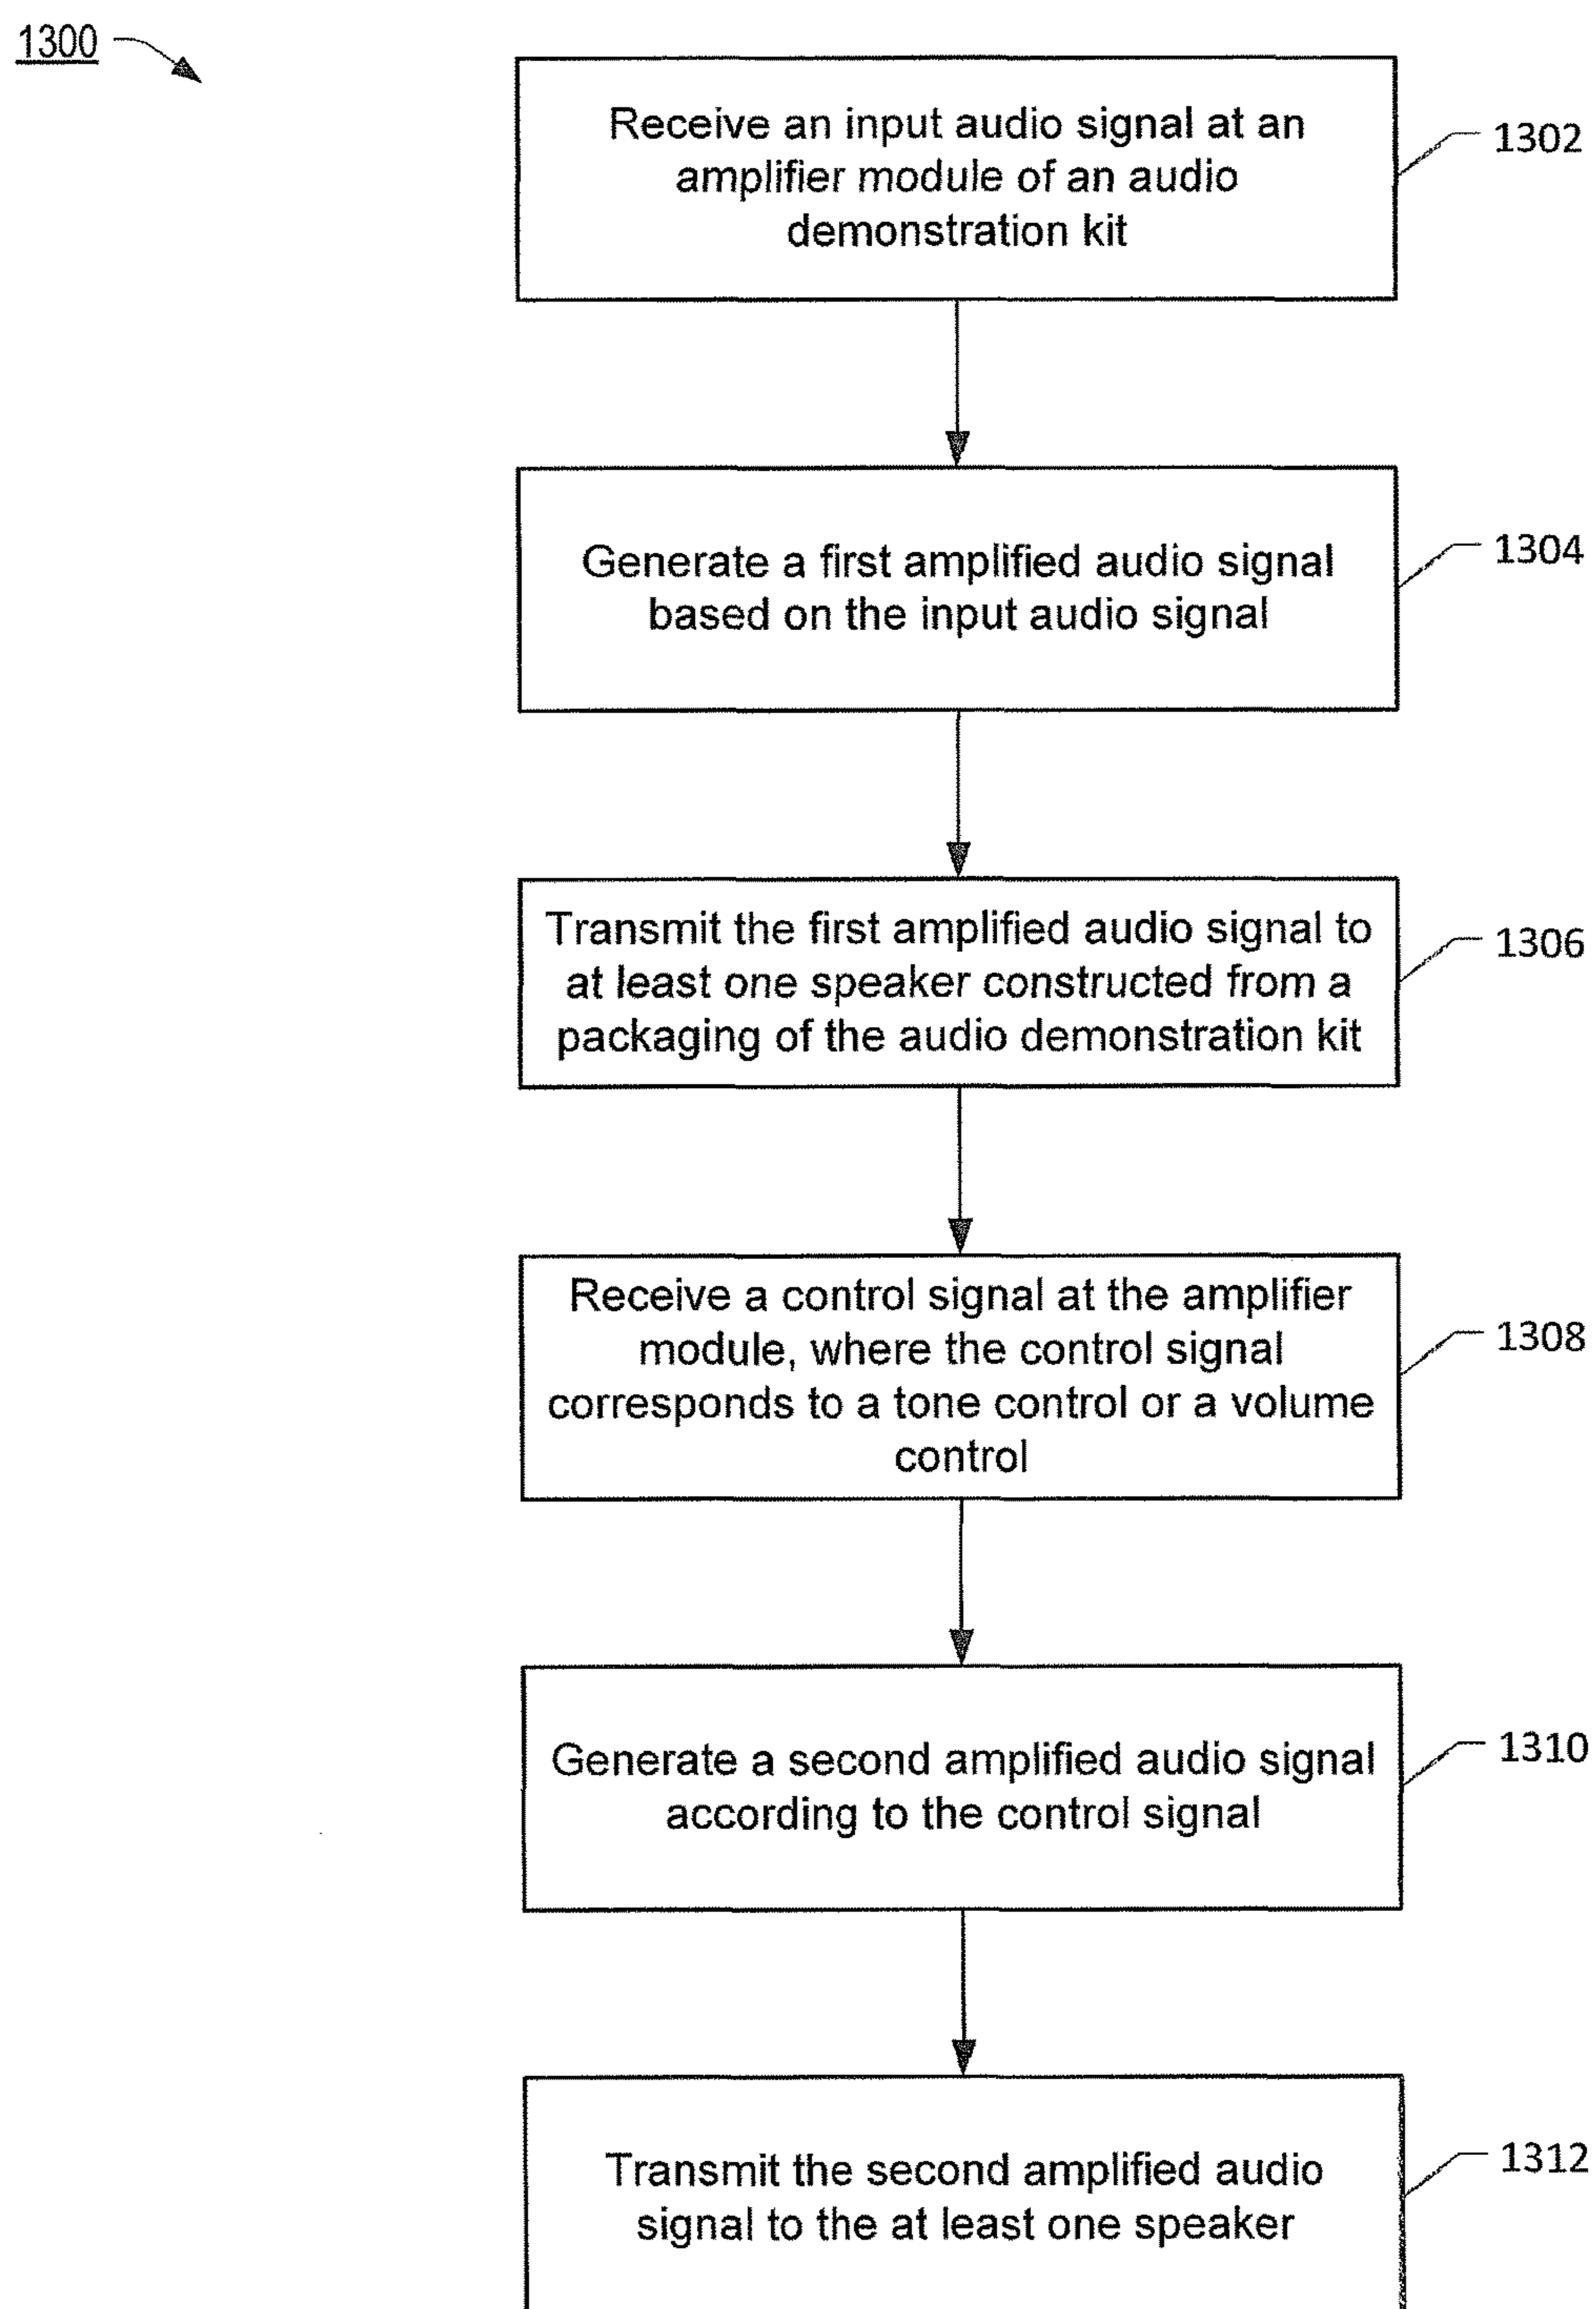 1300
Receive an input audio signal at an
amplifier module of an audio
demonstration kit
1302
Generate a first amplified audio signal
based on the input audio signal
1304
Transmit the first amplified audio signal to
at least one speaker constructed from a
packaging of the audio demonstration kit
1306
Receive a control signal at the amplifier
module, where the control signal
corresponds to a tone control or a volume
control
1308
Generate a second amplified audio signal
according to the control signal
1310
Transmit the second amplified audio
signal to the at least one speaker
1312